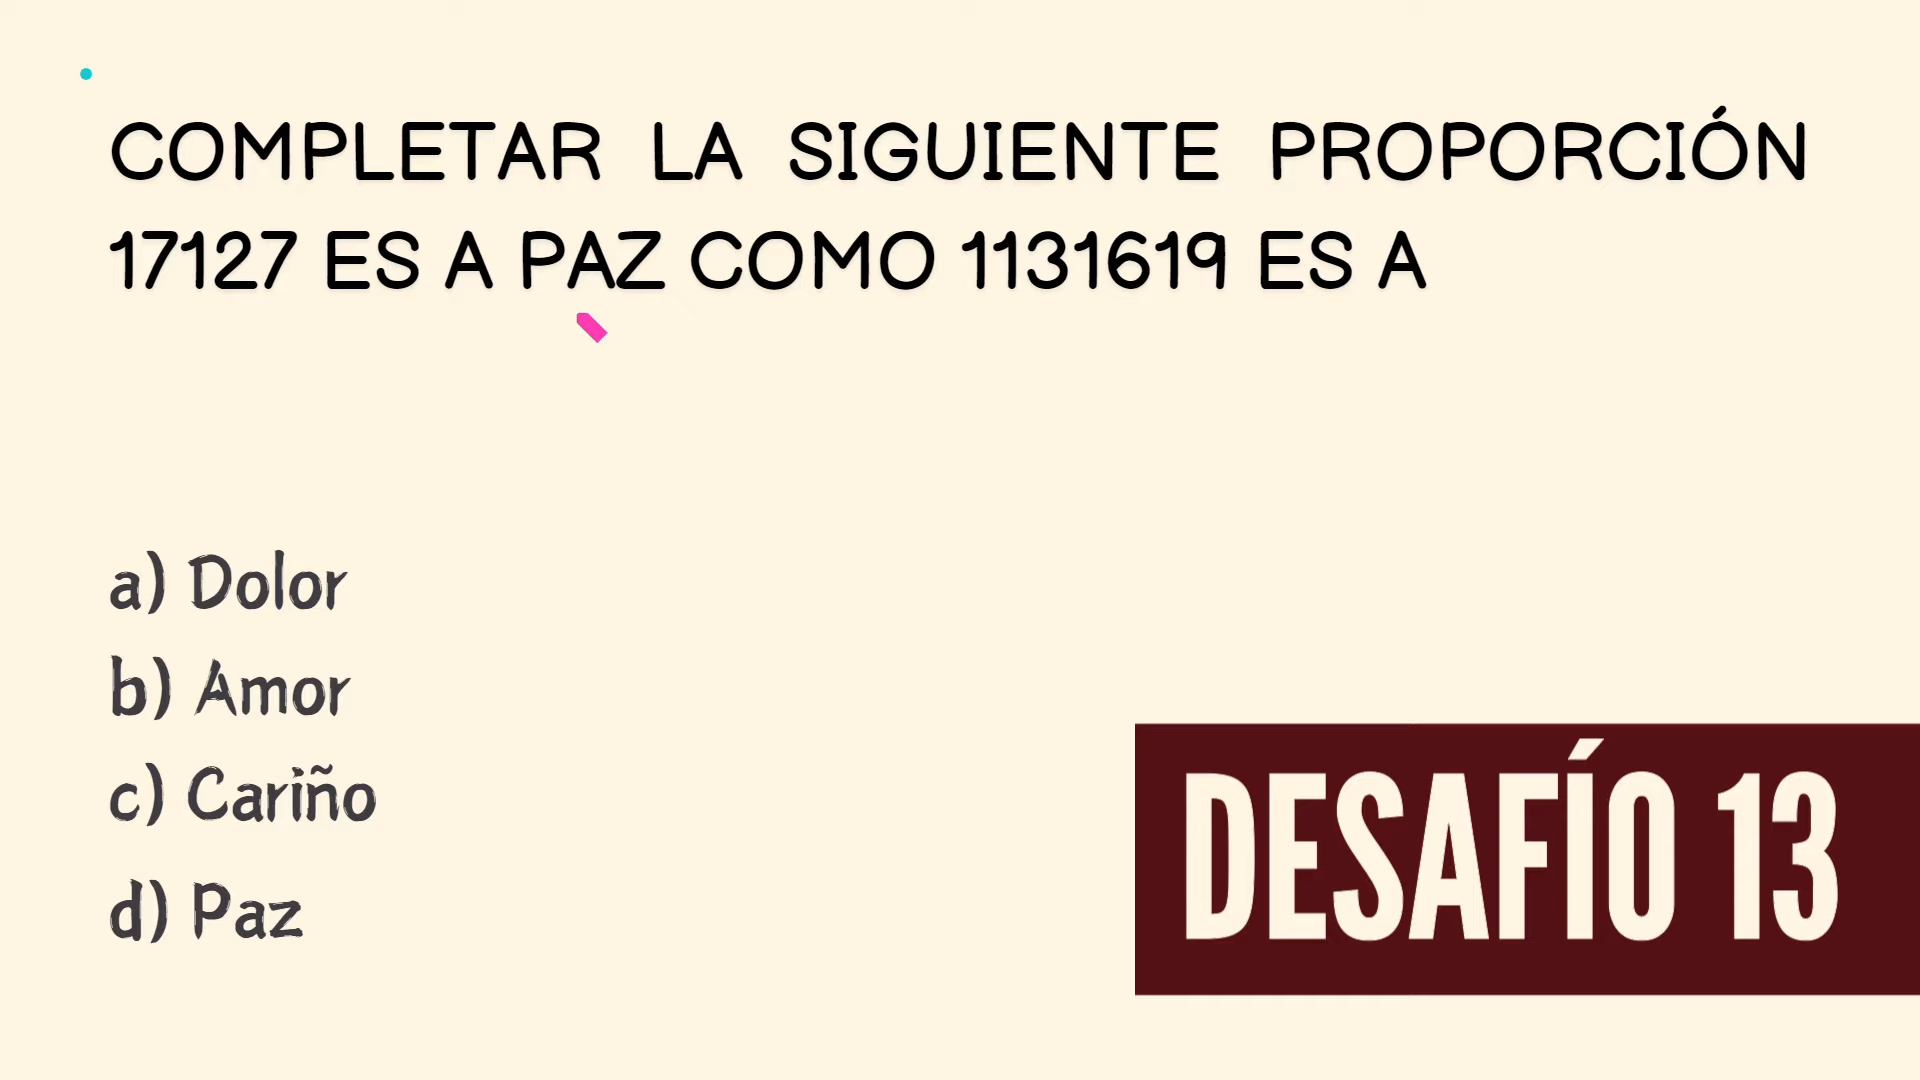 COMPLETAR LA SIGUIENTE PROPORCIÓN
17127 ES A PAZ COMO 1131619 ES A
a) Dolor
b) Amor
c) Cariño
d) Paz
DESAFÍO 13